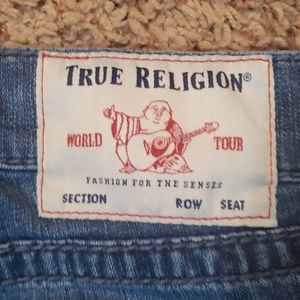 TRUE RELIGION®
WORLD TOUR
FASHION FOR THE SENSES
SECTION ROW SEAT